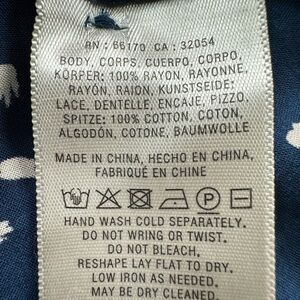 RN : 66170 CA : 32054
BODY, CORPS, CUERPO, CORPO,
KÖRPER: 100% RAYON, RAYONNE,
RAYÓN, RAION, KUNSTSEIDE;
LACE, DENTELLE, ENCAJE, PIZZO,
SPITZE: 100% COTTON, COTON,
ALGODÓN, COTONE, BAUMWOLLE
MADE IN CHINA, HECHO EN CHINA,
FABRIQUÉ EN CHINE
P
HAND WASH COLD SEPARATELY.
DO NOT WRING OR TWIST.
DO NOT BLEACH.
RESHAPE LAY FLAT TO DRY.
LOW IRON AS NEEDED.
MAY BE DRY CLEANED.